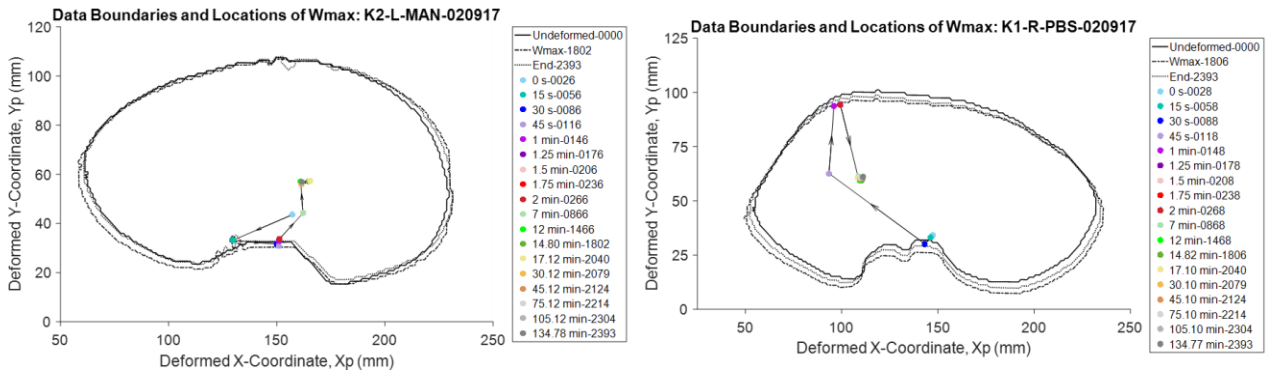 Data Boundaries and Locations of Wmax: K2-L-MAN-020917
Deformed Y-Coordinate, Yp (mm)
120
100
80
60
40
20
0
50
100
150
200
250
Deformed X-Coordinate, Xp (mm)
Undeformed-0000
Wmax-1802
End-2393
0 s-0026
15 s-0056
30 s-0086
45 s-0116
1 min-0146
1.25 min-0176
1.5 min-0206
1.75 min-0236
2 min-0266
7 min-0866
12 min-1466
14.80 min-1802
17.12 min-2040
30.12 min-2079
45.12 min-2124
75.12 min-2214
105.12 min-2304
134.78 min-2393
Data Boundaries and Locations of Wmax: K1-R-PBS-020917
Deformed Y-Coordinate, Yp (mm)
125
100
75
50
25
0
50
100
150
200
250
Deformed X-Coordinate, Xp (mm)
Undeformed-0000
Wmax-1806
End-2393
0 s-0028
15 s-0058
30 s-0088
45 s-0118
1 min-0148
1.25 min-0178
1.5 min-0208
1.75 min-0238
2 min-0268
7 min-0868
12 min-1468
14.82 min-1806
17.10 min-2040
30.10 min-2079
45.10 min-2124
75.10 min-2214
105.10 min-2304
134.77 min-2393